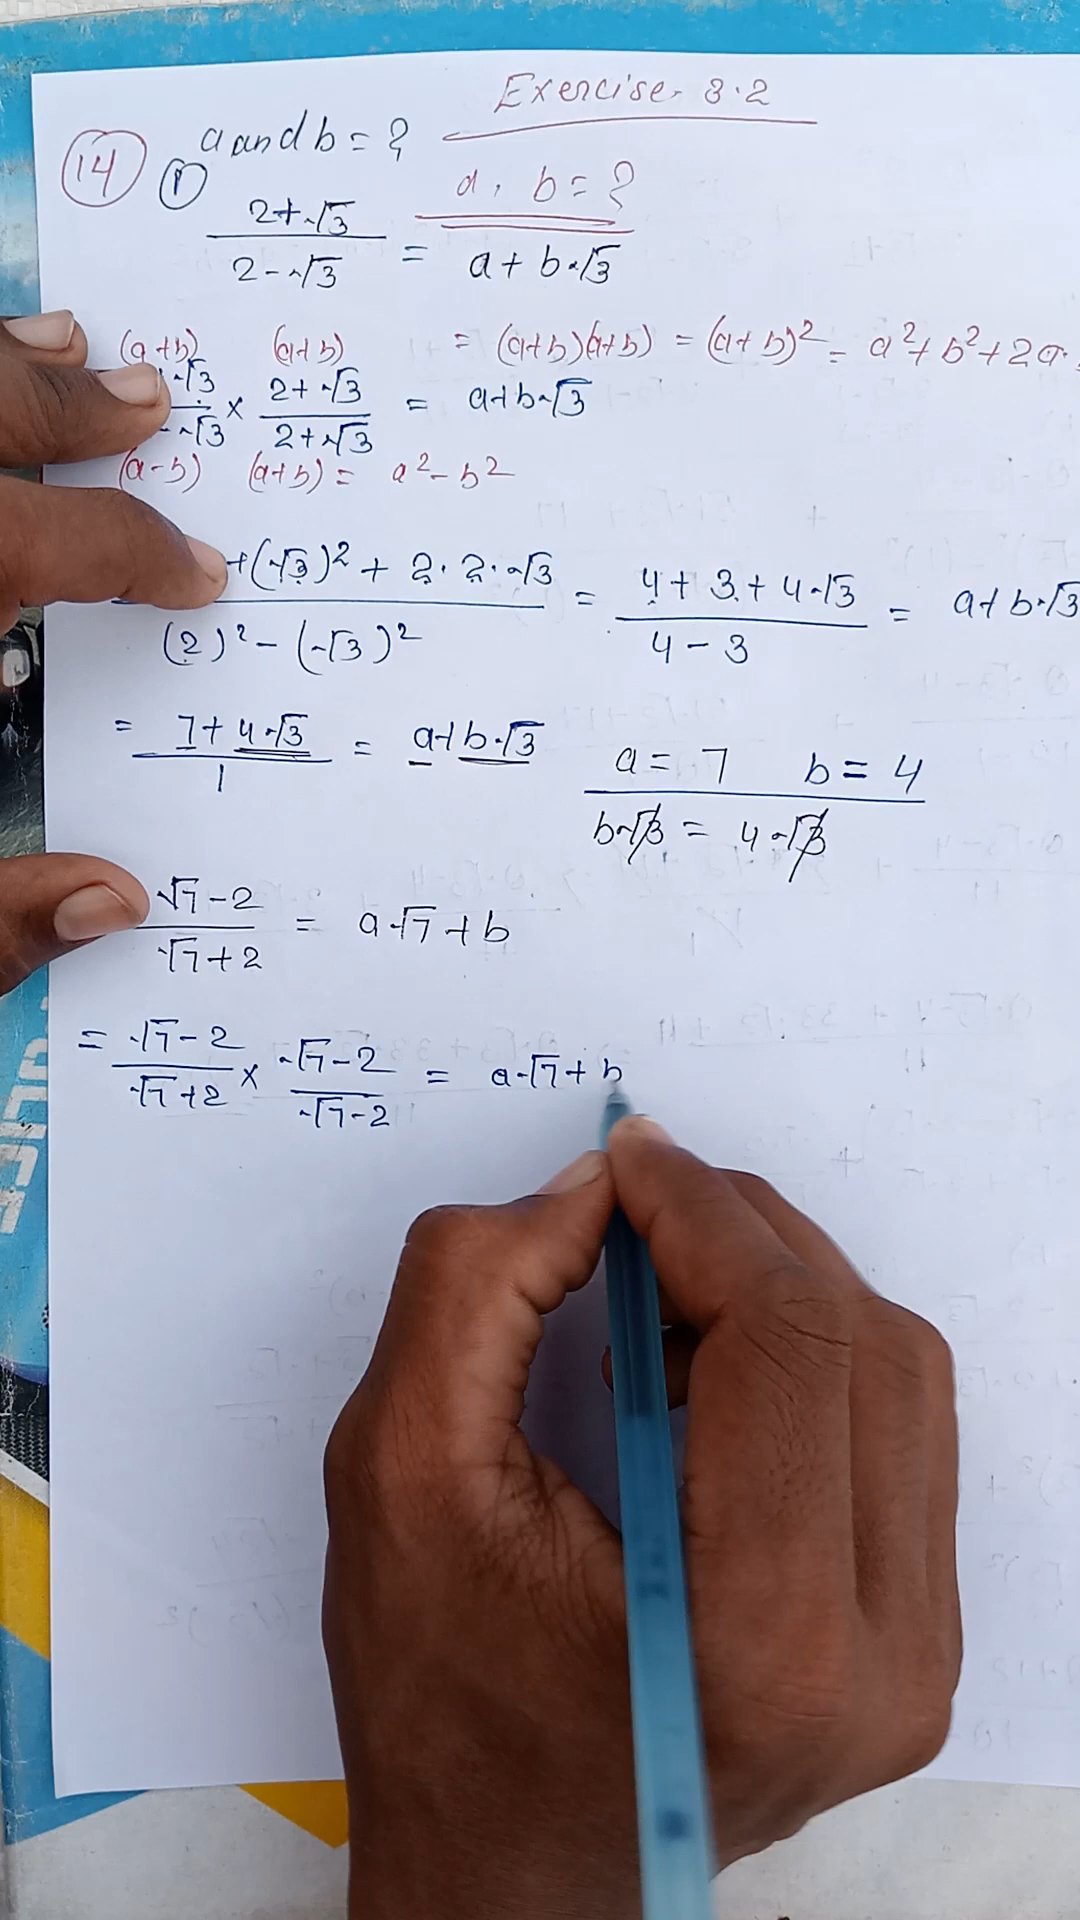 Exercise 3.2
14 1 a and b = ?
a, b = ?
2+√3 / 2-√3 = a + b√3
(a+b) (a+b) = (a+b)(a+b) = (a+b)² = a²+b²+2a.
√3 / -√3 × 2+√3 / 2+√3 = a+b√3
(a-b) (a+b) = a²-b²
+(√3)² + 2.2.√3 / (2)² - (√3)² = 4+3+4√3 / 4-3 = a+b√3
= 7+4√3 / 1 = a+b√3 a = 7 b = 4
b√3 = 4√3
√7-2 / √7+2 = a√7+b
= √7-2 / √7+2 × √7-2 / √7-2 = a√7+b